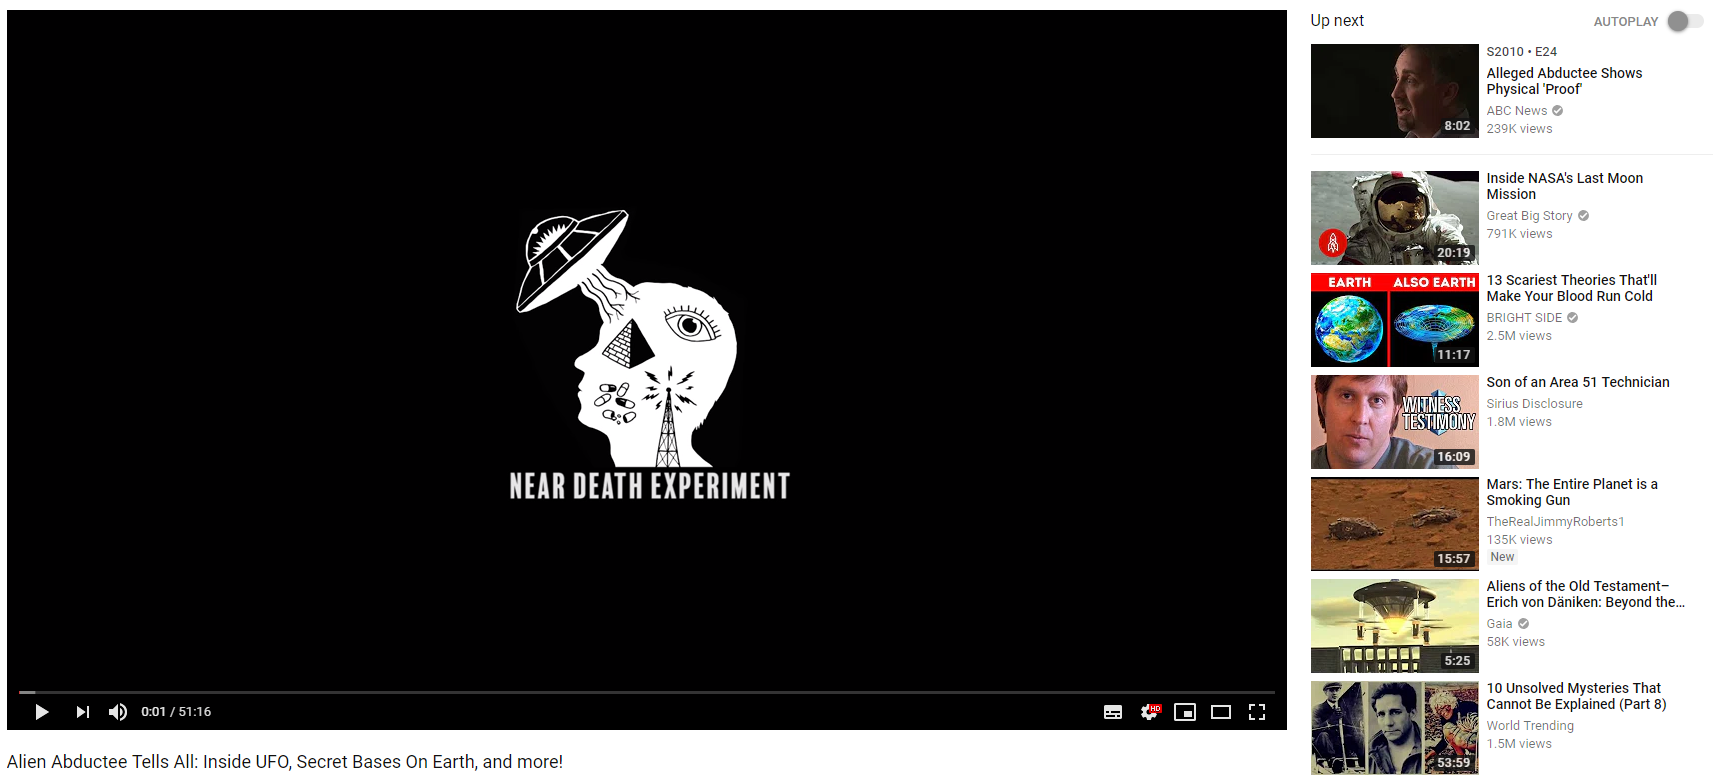 NEAR DEATH EXPERIMENT
0:01 / 51:16
HD
Alien Abductee Tells All: Inside UFO, Secret Bases On Earth, and more!
Up next
AUTOPLAY
8:02
S2010 • E24
Alleged Abductee Shows
Physical 'Proof'
ABC News
239K views
20:19
Inside NASA's Last Moon
Mission
Great Big Story
791K views
EARTH
ALSO EARTH
11:17
13 Scariest Theories That'll
Make Your Blood Run Cold
BRIGHT SIDE
2.5M views
WITNESS
TESTIMONY
16:09
Son of an Area 51 Technician
Sirius Disclosure
1.8M views
15:57
Mars: The Entire Planet is a
Smoking Gun
TheRealJimmyRoberts1
135K views
New
5:25
Aliens of the Old Testament–
Erich von Däniken: Beyond the...
Gaia
58K views
53:59
10 Unsolved Mysteries That
Cannot Be Explained (Part 8)
World Trending
1.5M views